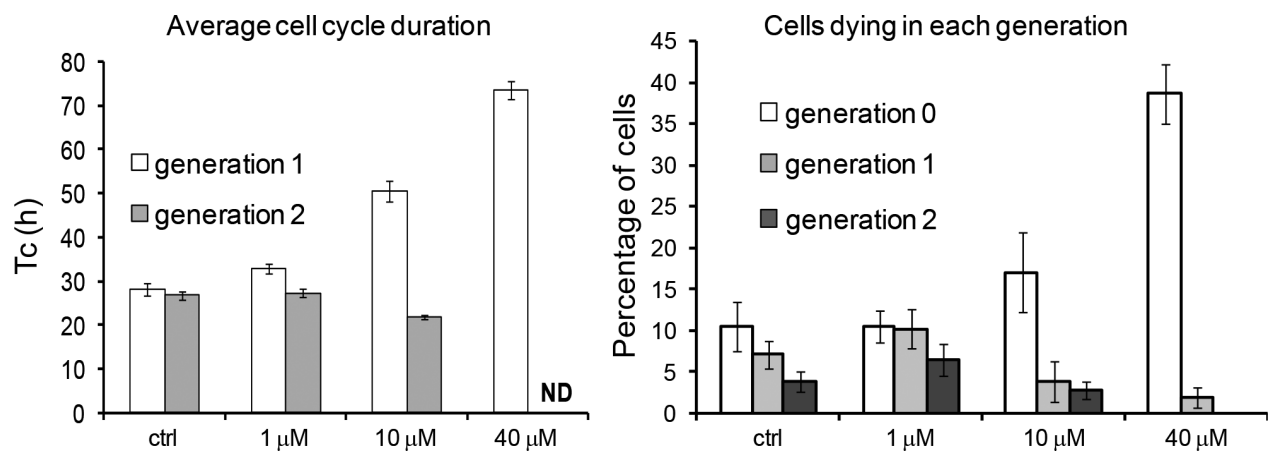 Average cell cycle duration
Tc (h)
80
70
60
50
40
30
20
10
0
generation 1
generation 2
ND
ctrl
1 μM
10 μM
40 μM
Cells dying in each generation
Percentage of cells
45
40
35
30
25
20
15
10
5
0
generation 0
generation 1
generation 2
ctrl
1 μM
10 μM
40 μM